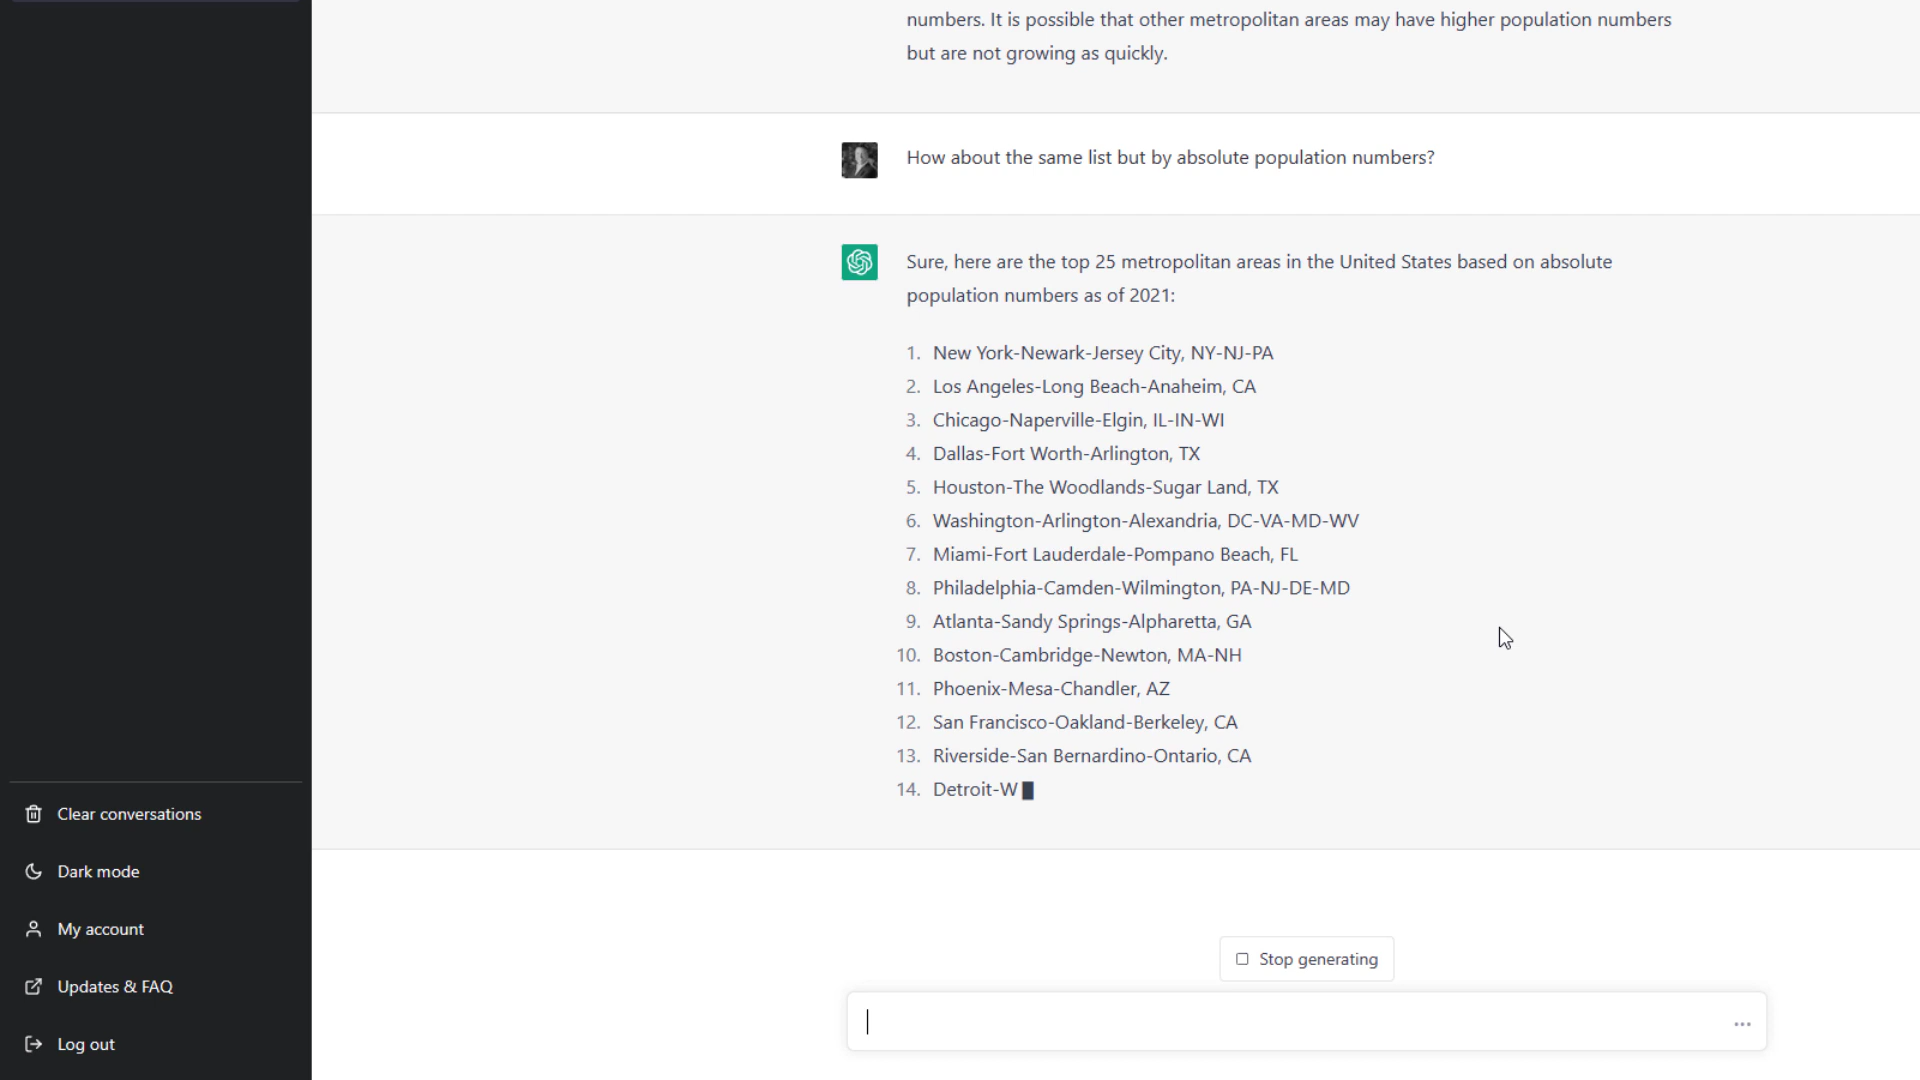 numbers. It is possible that other metropolitan areas may have higher population numbers
but are not growing as quickly.
How about the same list but by absolute population numbers?
Sure, here are the top 25 metropolitan areas in the United States based on absolute
population numbers as of 2021:
1. New York-Newark-Jersey City, NY-NJ-PA
2. Los Angeles-Long Beach-Anaheim, CA
3. Chicago-Naperville-Elgin, IL-IN-WI
4. Dallas-Fort Worth-Arlington, TX
5. Houston-The Woodlands-Sugar Land, TX
6. Washington-Arlington-Alexandria, DC-VA-MD-WV
7. Miami-Fort Lauderdale-Pompano Beach, FL
8. Philadelphia-Camden-Wilmington, PA-NJ-DE-MD
9. Atlanta-Sandy Springs-Alpharetta, GA
10. Boston-Cambridge-Newton, MA-NH
11. Phoenix-Mesa-Chandler, AZ
12. San Francisco-Oakland-Berkeley, CA
13. Riverside-San Bernardino-Ontario, CA
14. Detroit-W
Clear conversations
Dark mode
My account
Updates & FAQ
Log out
Stop generating